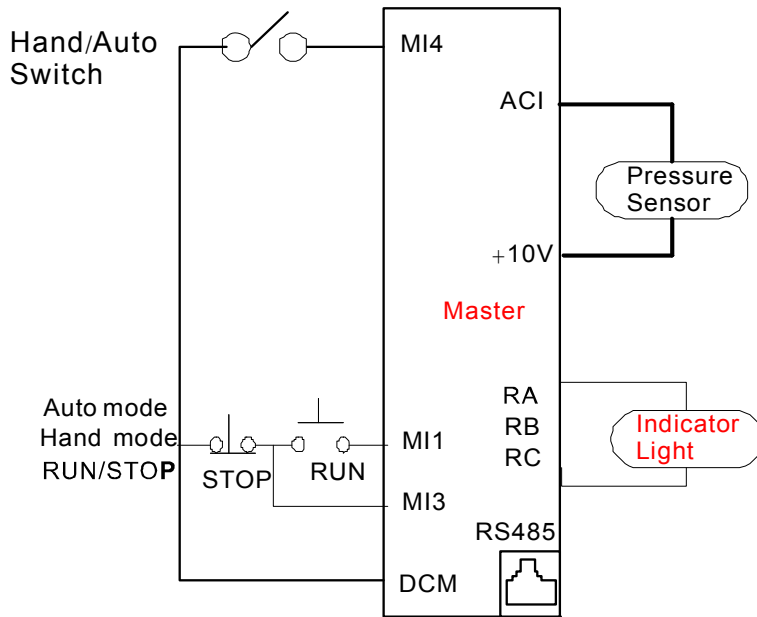 Hand/Auto
Switch
MI4
ACI
Pressure
Sensor
+10V
Master
RA
RB
RC
Indicator
Light
Auto mode
Hand mode
RUN/STOP
STOP
RUN
MI1
MI3
RS485
DCM